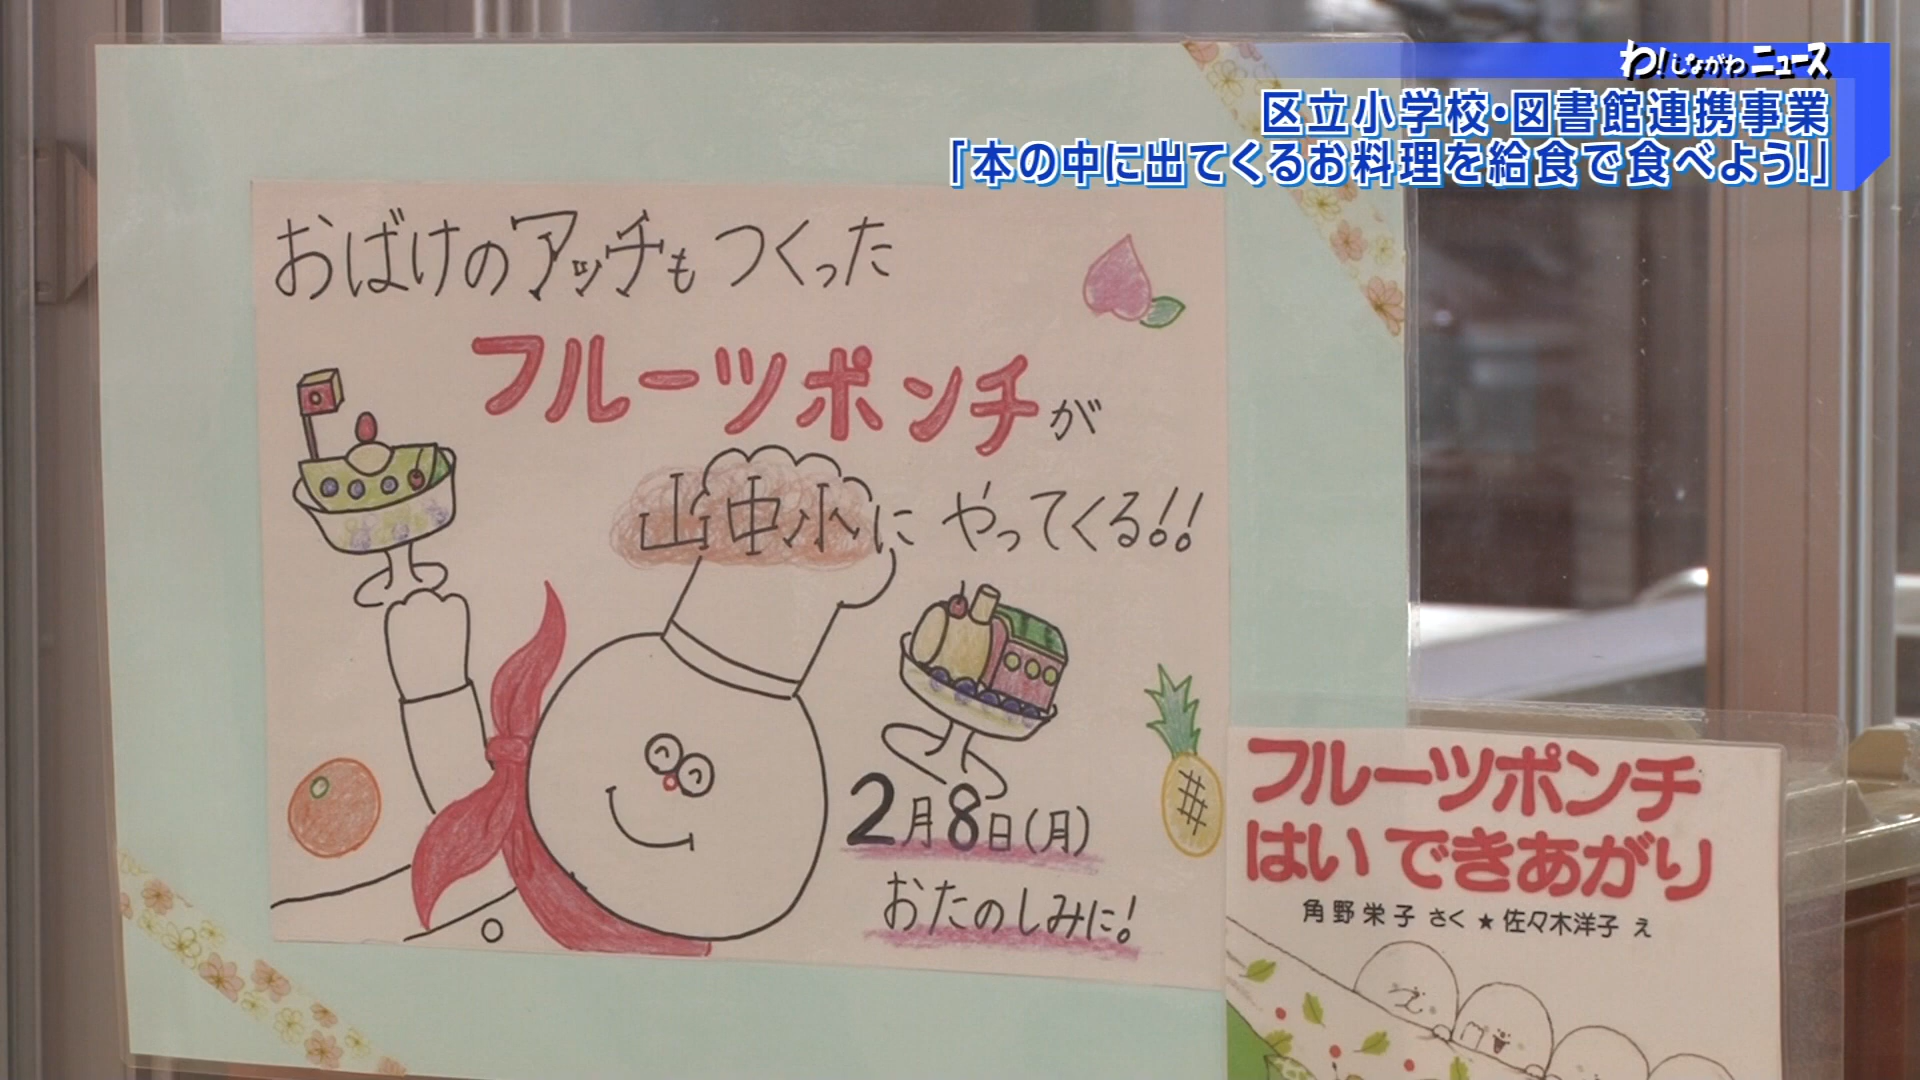 わ!しながわニュース
区立小学校・図書館連携事業
「本の中に出てくるお料理を給食で食べよう!」
おばけのアッチもつくった
フルーツポンチが
山中小に やってくる!!
2月8日(月)
おたのしみに!
フルーツポンチ
はい できあがり
角野栄子 さく ★ 佐々木洋子 え